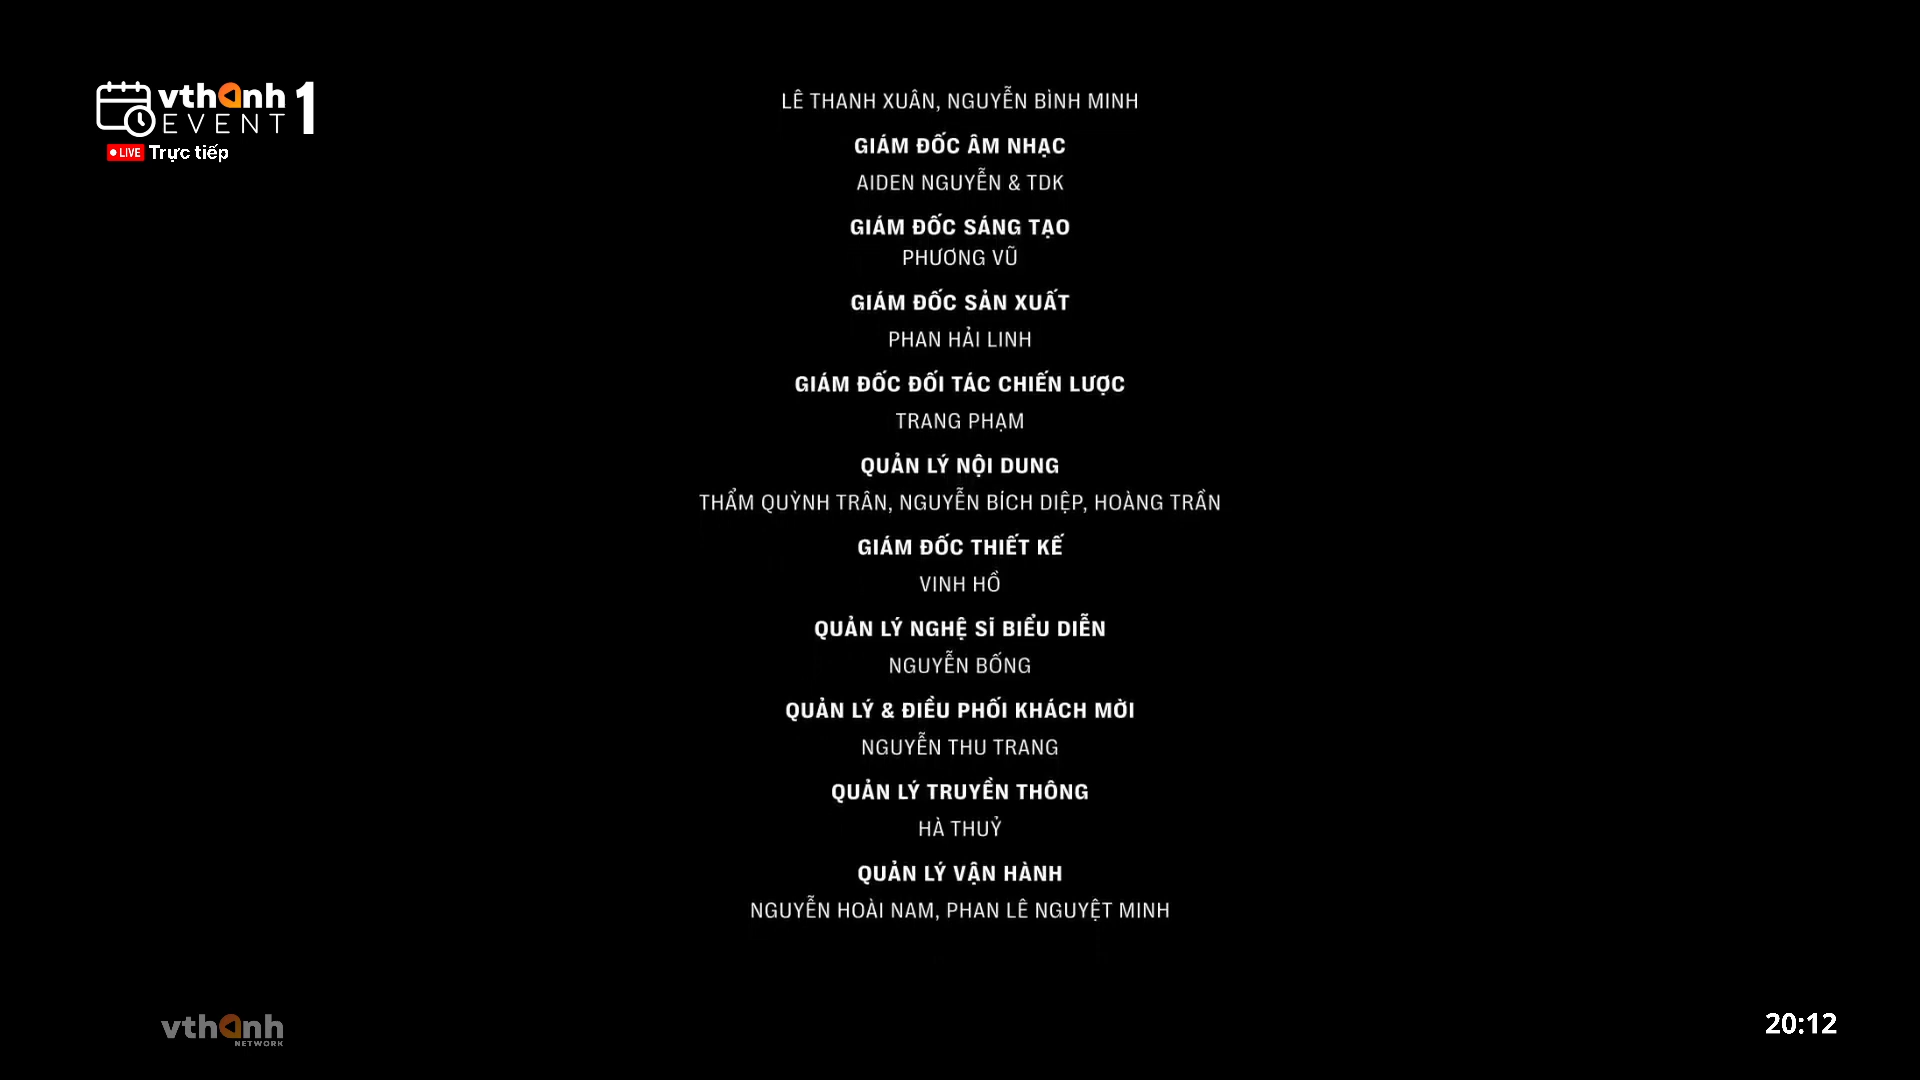 vthanh
EVENT 1
LIVE Trực tiếp
LÊ THANH XUÂN, NGUYỄN BÌNH MINH
GIÁM ĐỐC ÂM NHẠC
AIDEN NGUYỄN & TDK
GIÁM ĐỐC SÁNG TẠO
PHƯƠNG VŨ
GIÁM ĐỐC SẢN XUẤT
PHAN HẢI LINH
GIÁM ĐỐC ĐỐI TÁC CHIẾN LƯỢC
TRANG PHẠM
QUẢN LÝ NỘI DUNG
THẨM QUỲNH TRÂN, NGUYỄN BÍCH DIỆP, HOÀNG TRẦN
GIÁM ĐỐC THIẾT KẾ
VINH HỒ
QUẢN LÝ NGHỆ SĨ BIỂU DIỄN
NGUYỄN BỐNG
QUẢN LÝ & ĐIỀU PHỐI KHÁCH MỜI
NGUYỄN THU TRANG
QUẢN LÝ TRUYỀN THÔNG
HÀ THUỶ
QUẢN LÝ VẬN HÀNH
NGUYỄN HOÀI NAM, PHAN LÊ NGUYỆT MINH
vthanh
NETWORK
20:12